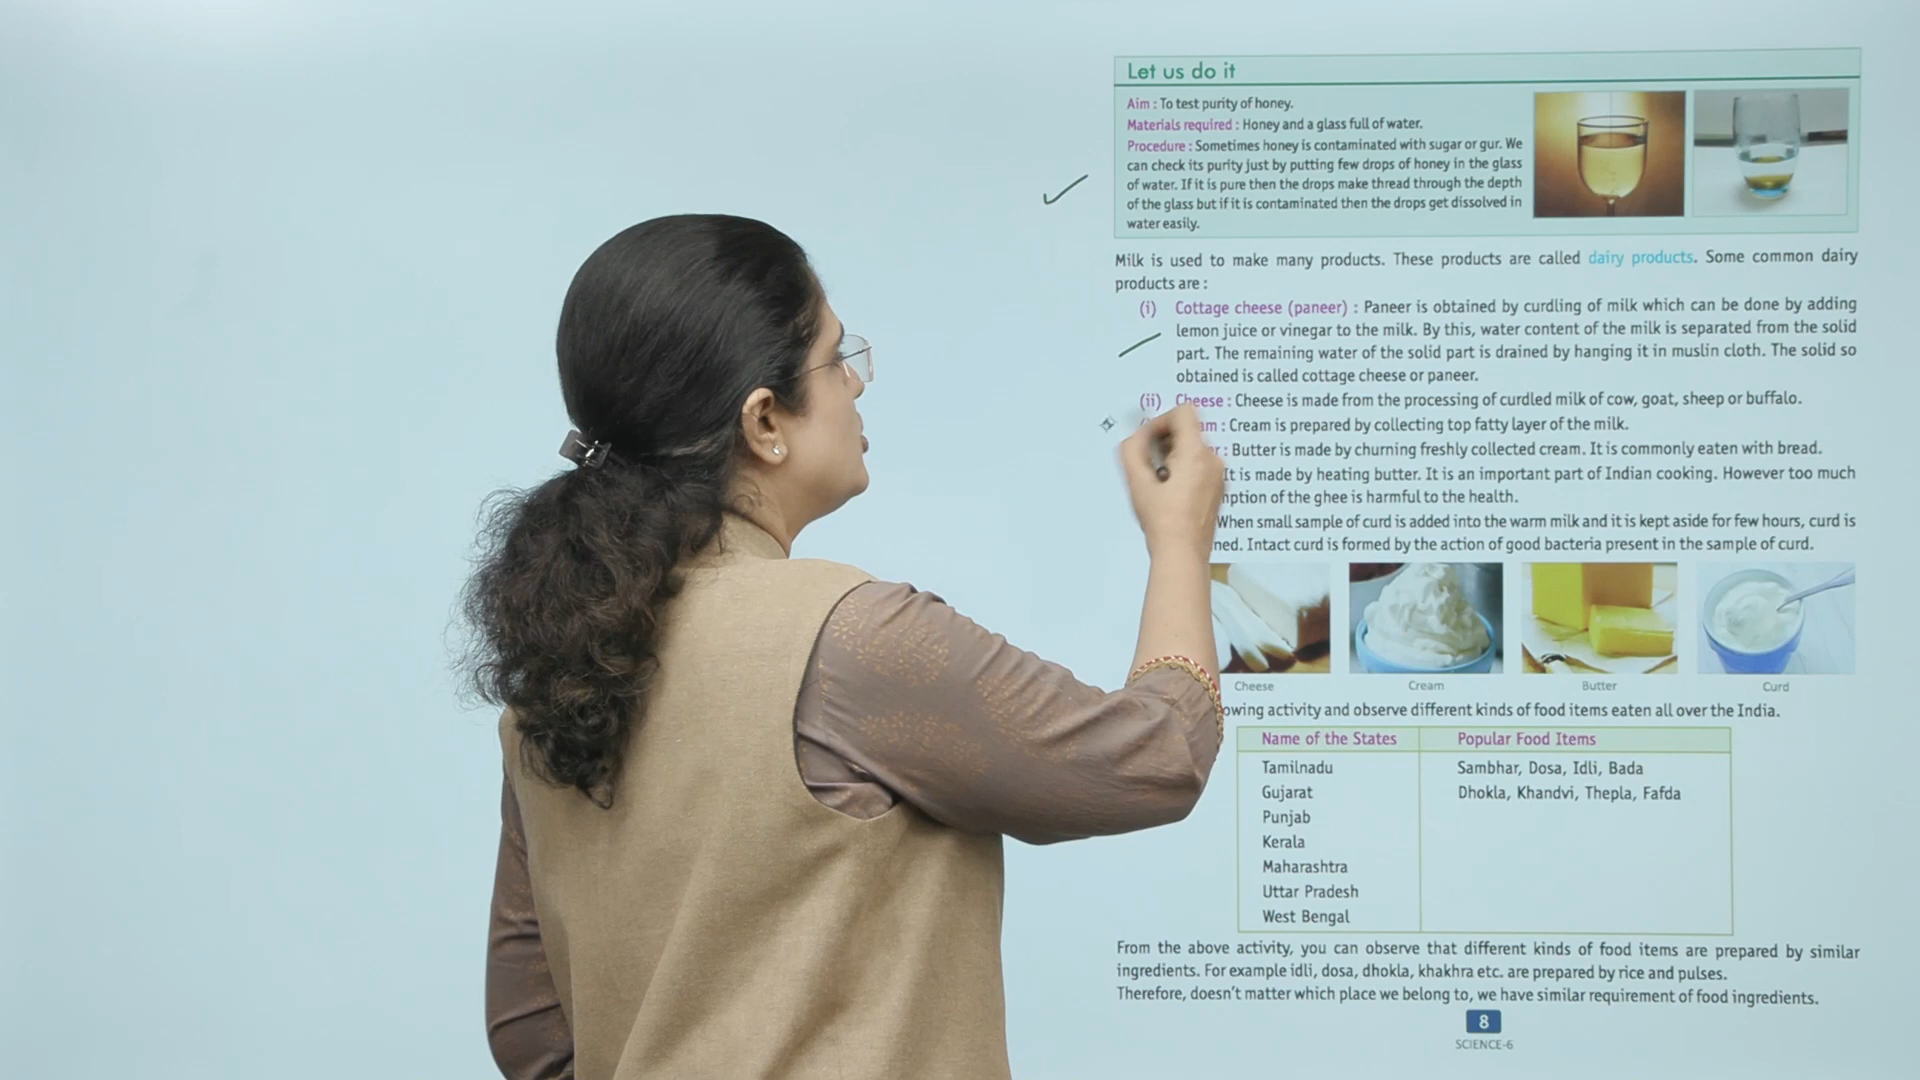 Let us do it
Aim : To test purity of honey.
Materials required : Honey and a glass full of water.
Procedure : Sometimes honey is contaminated with sugar or gur. We
can check its purity just by putting few drops of honey in the glass
of water. If it is pure then the drops make thread through the depth
of the glass but if it is contaminated then the drops get dissolved in
water easily.
Milk is used to make many products. These products are called dairy products. Some common dairy
products are :
(i) Cottage cheese (paneer) : Paneer is obtained by curdling of milk which can be done by adding
lemon juice or vinegar to the milk. By this, water content of the milk is separated from the solid
part. The remaining water of the solid part is drained by hanging it in muslin cloth. The solid so
obtained is called cottage cheese or paneer.
(ii) Cheese : Cheese is made from the processing of curdled milk of cow, goat, sheep or buffalo.
am : Cream is prepared by collecting top fatty layer of the milk.
r : Butter is made by churning freshly collected cream. It is commonly eaten with bread.
It is made by heating butter. It is an important part of Indian cooking. However too much
ption of the ghee is harmful to the health.
When small sample of curd is added into the warm milk and it is kept aside for few hours, curd is
ned. Intact curd is formed by the action of good bacteria present in the sample of curd.
Cheese Cream Butter Curd
owing activity and observe different kinds of food items eaten all over the India.
Name of the States Popular Food Items
Tamilnadu Sambhar, Dosa, Idli, Bada
Gujarat Dhokla, Khandvi, Thepla, Fafda
Punjab
Kerala
Maharashtra
Uttar Pradesh
West Bengal
From the above activity, you can observe that different kinds of food items are prepared by similar
ingredients. For example idli, dosa, dhokla, khakhra etc. are prepared by rice and pulses.
Therefore, doesn't matter which place we belong to, we have similar requirement of food ingredients.
8
SCIENCE-6